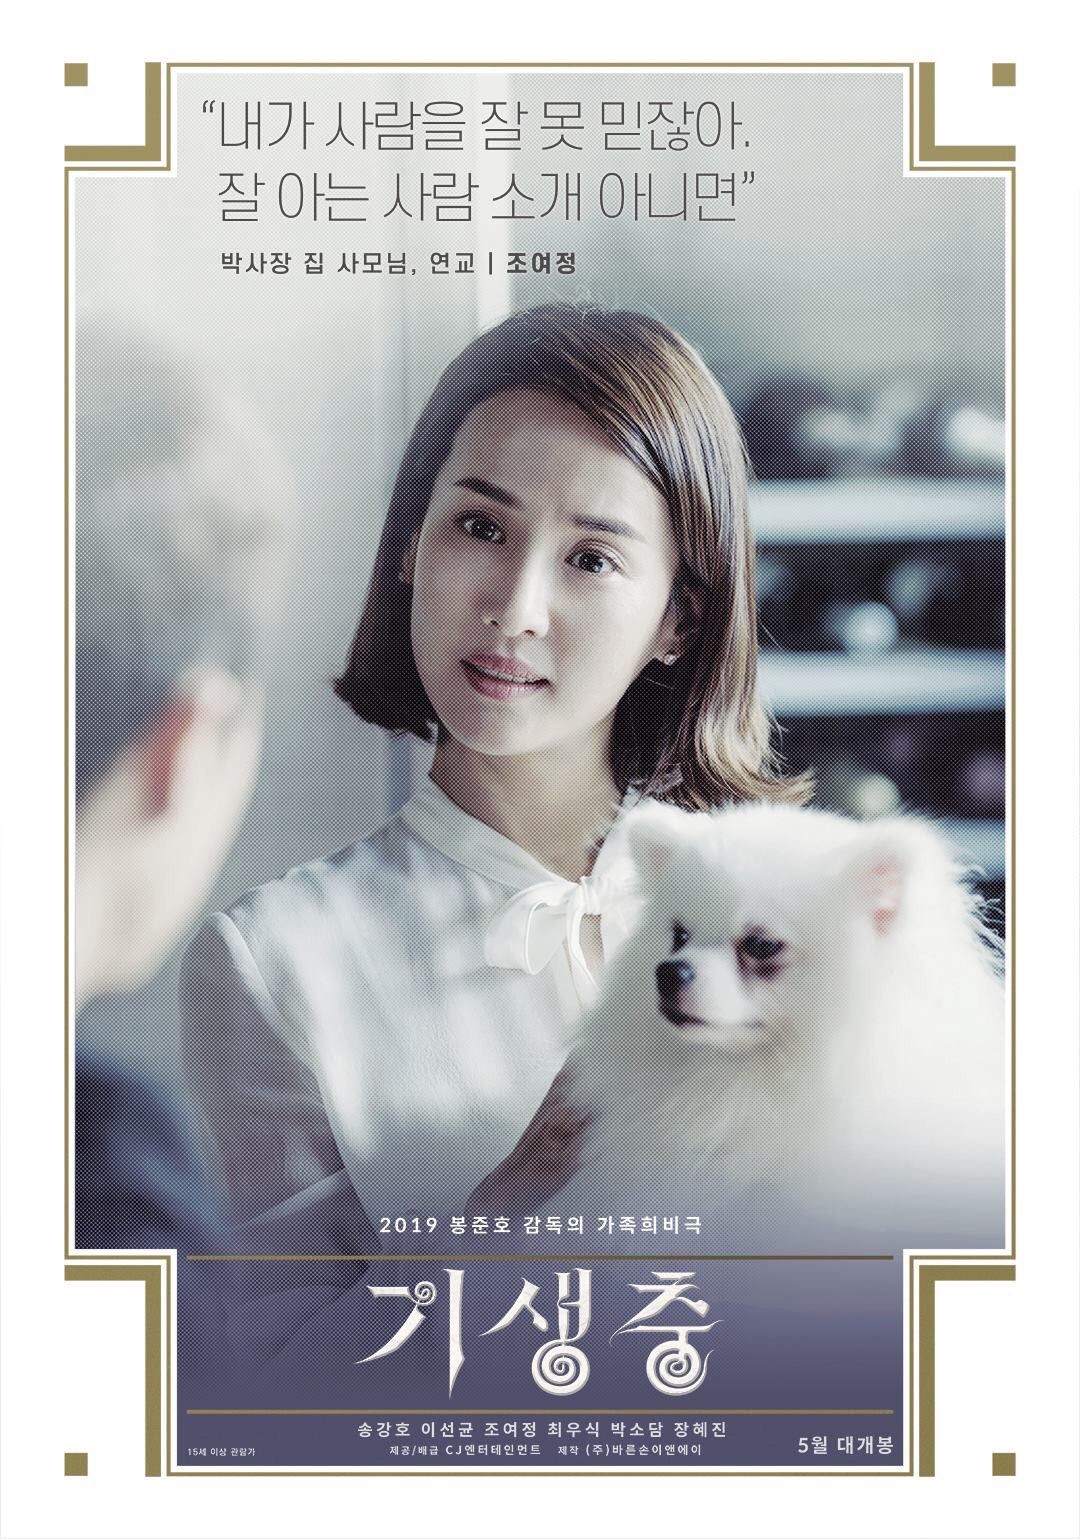 “내가 사람을 잘 못 믿잖아.
잘 아는 사람 소개 아니면”
박사장 집 사모님, 연교 | 조여정
2019 봉준호 감독의 가족희비극
기생충
송강호 이선균 조여정 최우식 박소담 장혜진
제공/배급 CJ엔터테인먼트 제작 (주)바른손이앤에이
15세 이상 관람가
5월 대개봉